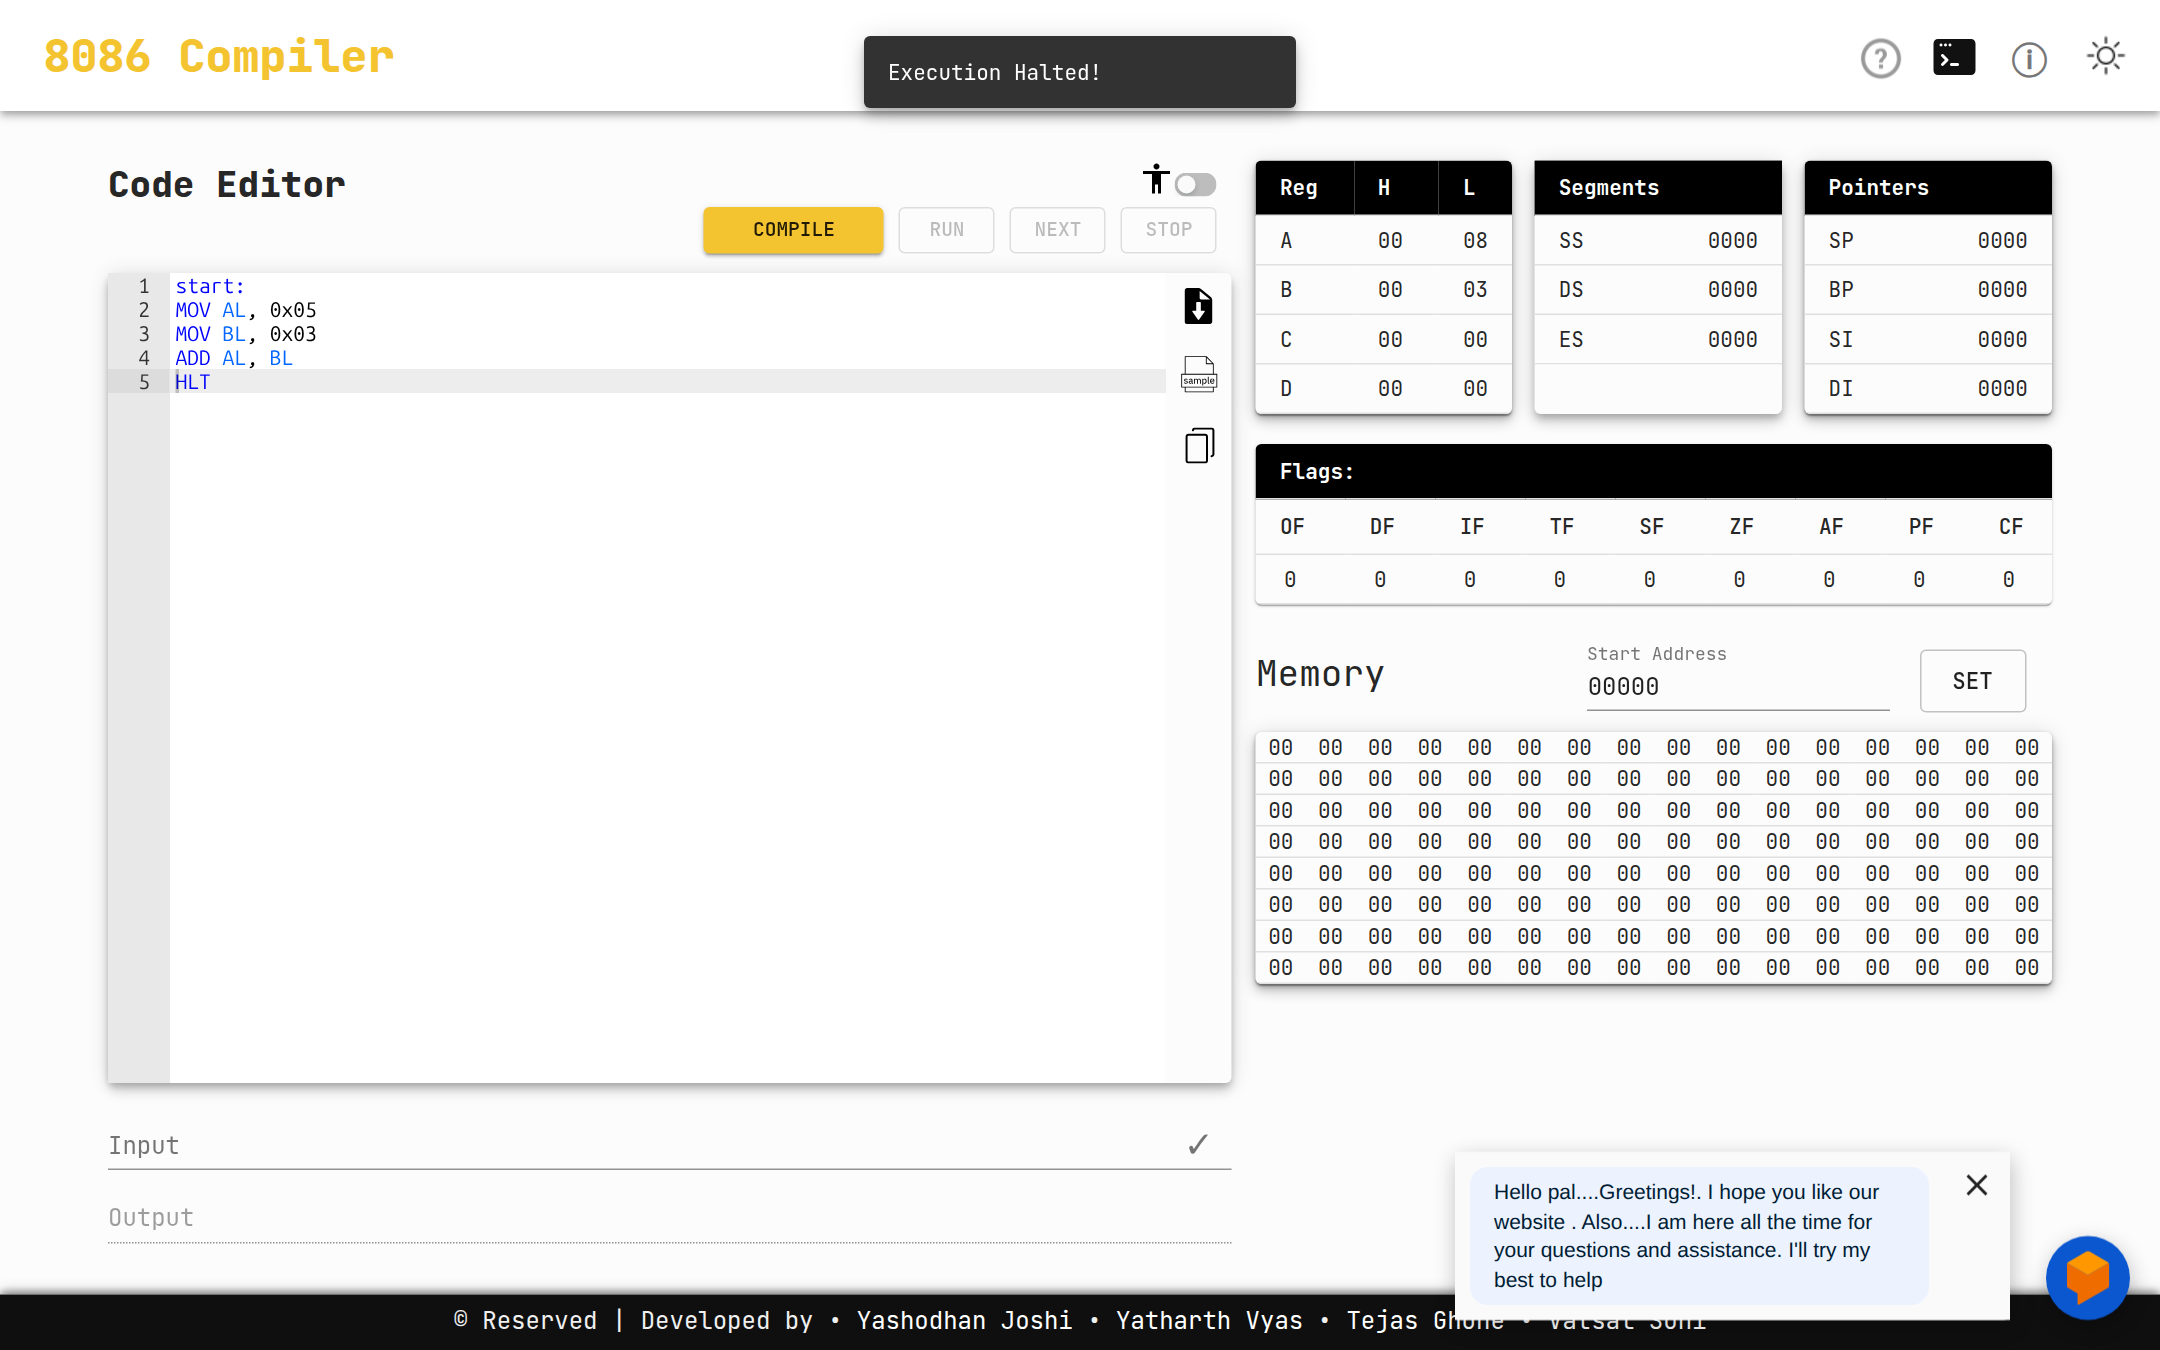 8086 Compiler
Execution Halted!
Code Editor
COMPILE RUN NEXT STOP
1 start:
2 MOV AL, 0x05
3 MOV BL, 0x03
4 ADD AL, BL
5 HLT
sample
Input
Output
Reg H L
A 00 08
B 00 03
C 00 00
D 00 00
Segments
SS 0000
DS 0000
ES 0000
Pointers
SP 0000
BP 0000
SI 0000
DI 0000
Flags:
OF DF IF TF SF ZF AF PF CF
0 0 0 0 0 0 0 0 0
Memory
Start Address
00000
SET
00 00 00 00 00 00 00 00 00 00 00 00 00 00 00 00
00 00 00 00 00 00 00 00 00 00 00 00 00 00 00 00
00 00 00 00 00 00 00 00 00 00 00 00 00 00 00 00
00 00 00 00 00 00 00 00 00 00 00 00 00 00 00 00
00 00 00 00 00 00 00 00 00 00 00 00 00 00 00 00
00 00 00 00 00 00 00 00 00 00 00 00 00 00 00 00
00 00 00 00 00 00 00 00 00 00 00 00 00 00 00 00
00 00 00 00 00 00 00 00 00 00 00 00 00 00 00 00
Hello pal....Greetings!. I hope you like our
website . Also....I am here all the time for
your questions and assistance. I'll try my
best to help
© Reserved | Developed by • Yashodhan Joshi • Yatharth Vyas • Tejas